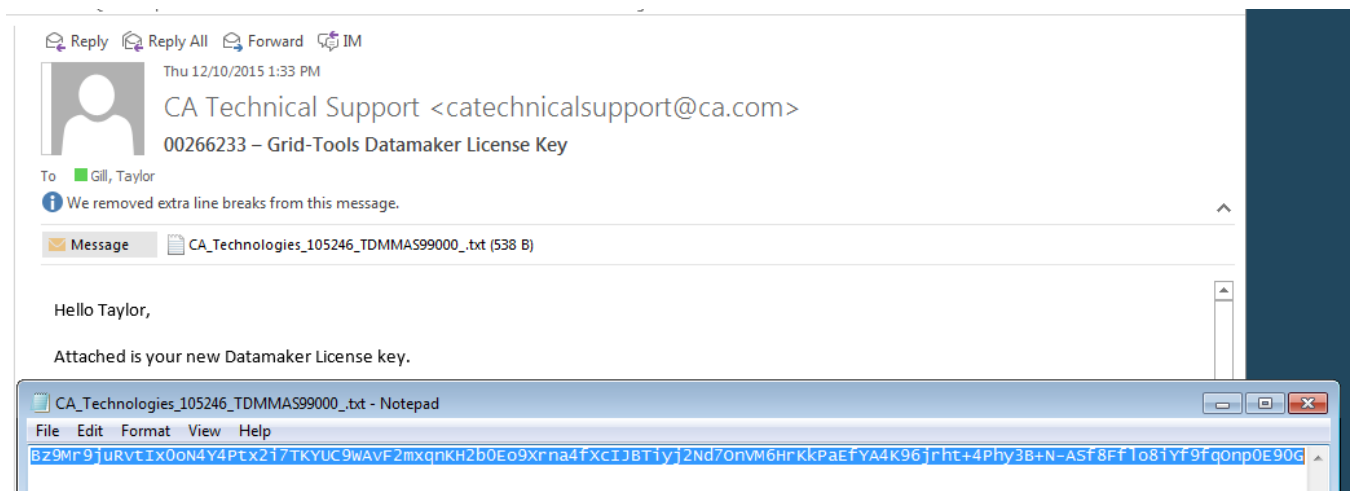 Reply Reply All Forward IM
Thu 12/10/2015 1:33 PM
CA Technical Support <catechnicalsupport@ca.com>
00266233 – Grid-Tools Datamaker License Key
To Gill, Taylor
We removed extra line breaks from this message.
Message CA_Technologies_105246_TDMMAS99000_.txt (538 B)
Hello Taylor,
Attached is your new Datamaker License key.
CA_Technologies_105246_TDMMAS99000_.txt - Notepad
File Edit Format View Help